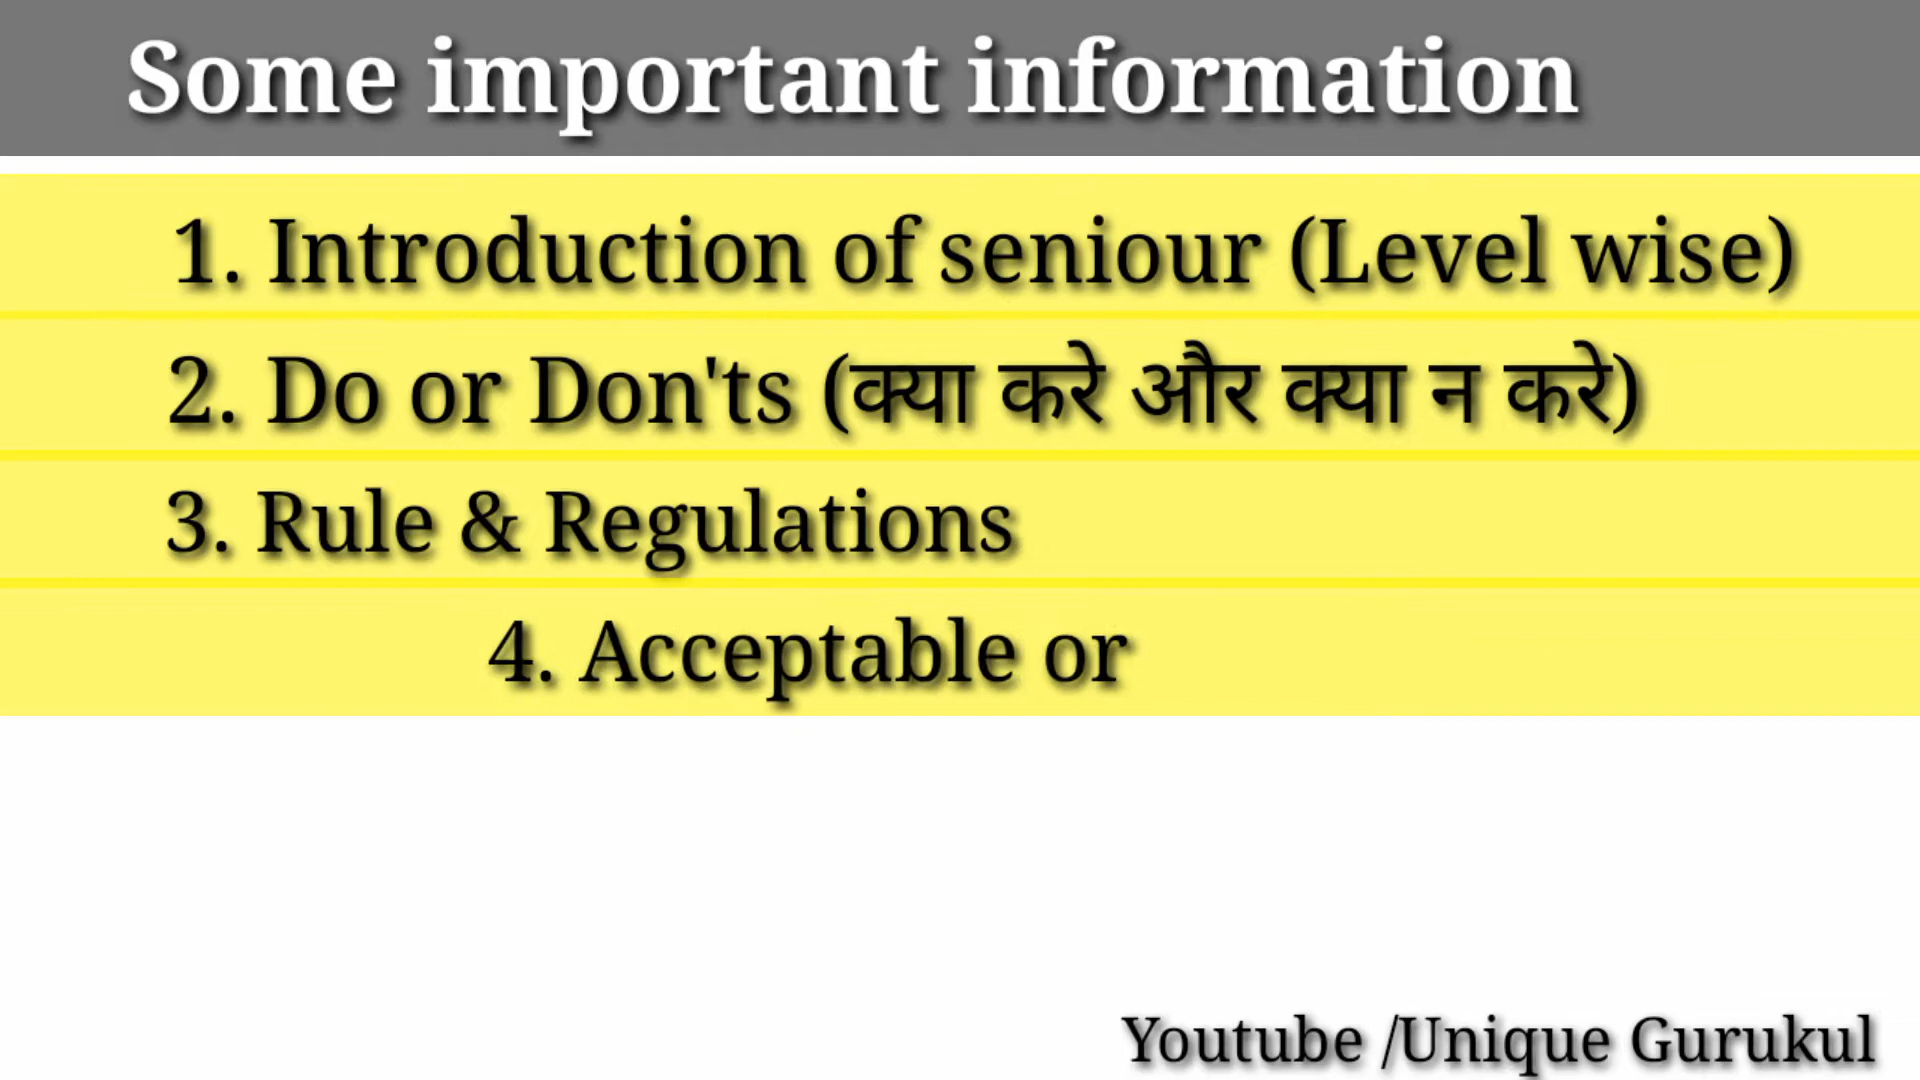 Some important information
1. Introduction of seniour (Level wise)
2. Do or Don'ts (क्या करे और क्या न करे)
3. Rule & Regulations
4. Acceptable or
Youtube /Unique Gurukul